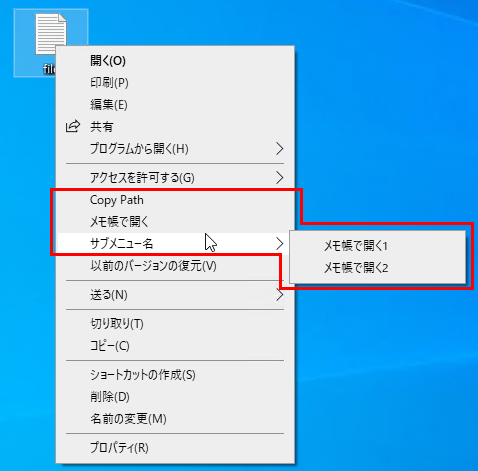 file
開く(O)
印刷(P)
編集(E)
共有
プログラムから開く(H)
アクセスを許可する(G)
Copy Path
メモ帳で開く
サブメニュー名
メモ帳で開く1
メモ帳で開く2
以前のバージョンの復元(V)
送る(N)
切り取り(T)
コピー(C)
ショートカットの作成(S)
削除(D)
名前の変更(M)
プロパティ(R)